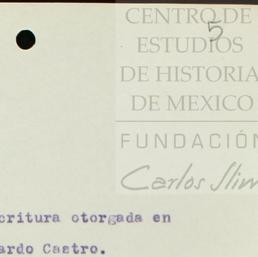 CENTRO DE
5
ESTUDIOS
DE HISTORIA
DE MEXICO
FUNDACIÓN
Carlos Slim
critura otorgada en
ardo Castro.